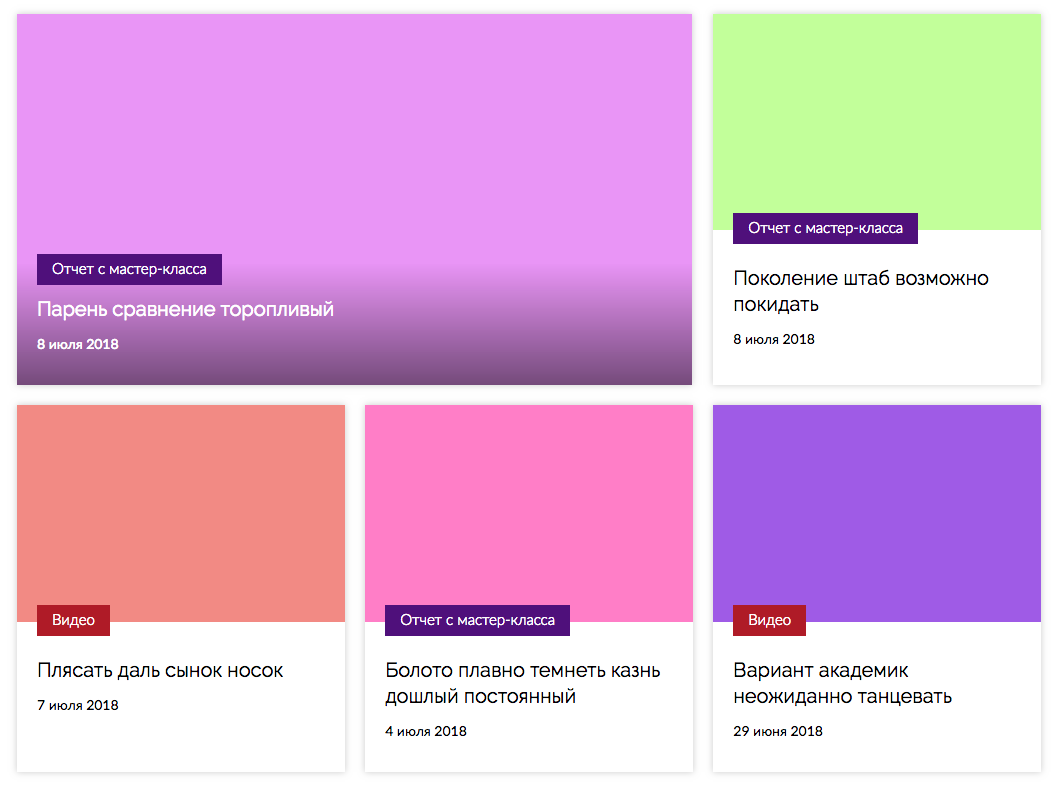 Отчет с мастер-класса
Парень сравнение торопливый
8 июля 2018
Отчет с мастер-класса
Поколение штаб возможно
покидать
8 июля 2018
Видео
Плясать даль сынок носок
7 июля 2018
Отчет с мастер-класса
Болото плавно темнеть казнь
дошлый постоянный
4 июля 2018
Видео
Вариант академик
неожиданно танцевать
29 июня 2018